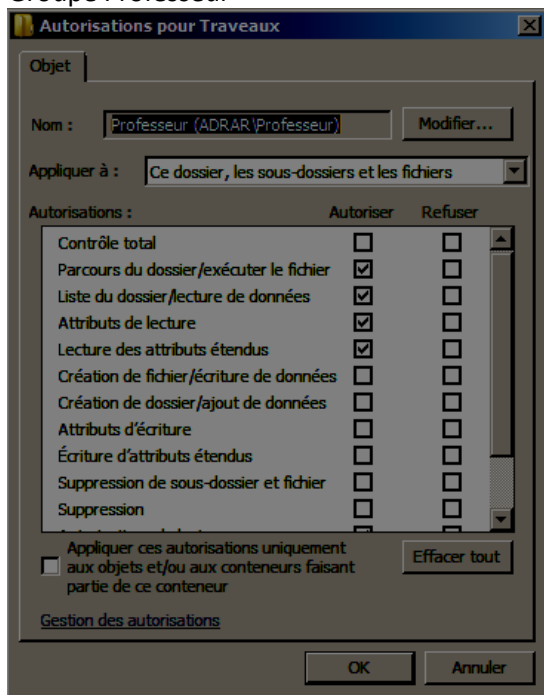 Groupe Professeur
Autorisations pour Traveaux
Objet
Nom : Professeur (ADRAR\Professeur) Modifier...
Appliquer à : Ce dossier, les sous-dossiers et les fichiers
Autorisations : Autoriser Refuser
Contrôle total
Parcours du dossier/exécuter le fichier
Liste du dossier/lecture de données
Attributs de lecture
Lecture des attributs étendus
Création de fichier/écriture de données
Création de dossier/ajout de données
Attributs d'écriture
Écriture d'attributs étendus
Suppression de sous-dossier et fichier
Suppression
Appliquer ces autorisations uniquement
aux objets et/ou aux conteneurs faisant
partie de ce conteneur
Effacer tout
Gestion des autorisations
OK Annuler